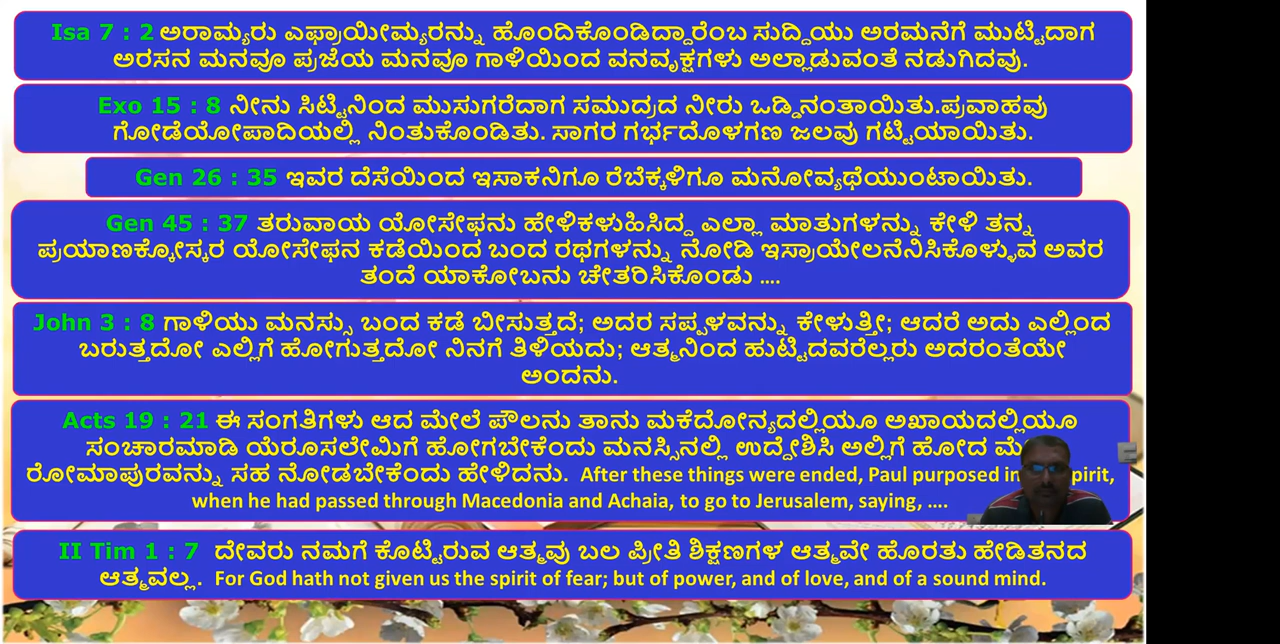 Isa 7 : 2 ಅರಾಮ್ಯರು ಎಫ್ರಾಯೀಮ್ಯರನ್ನು ಹೊಂದಿಕೊಂಡಿದ್ದಾರೆಂಬ ಸುದ್ದಿಯು ಅರಮನೆಗೆ ಮುಟ್ಟಿದಾಗ
ಅರಸನ ಮನವೂ ಪ್ರಜೆಯ ಮನವೂ ಗಾಳಿಯಿಂದ ವನವೃಕ್ಷಗಳು ಅಲ್ಲಾಡುವಂತೆ ನಡುಗಿದವು.
Exo 15 : 8 ನೀನು ಸಿಟ್ಟಿನಿಂದ ಮುಸುಗರೆದಾಗ ಸಮುದ್ರದ ನೀರು ಒಡ್ಡಿನಂತಾಯಿತು.ಪ್ರವಾಹವು
ಗೋಡೆಯೋಪಾದಿಯಲ್ಲಿ ನಿಂತುಕೊಂಡಿತು. ಸಾಗರ ಗರ್ಭದೊಳಗಣ ಜಲವು ಗಟ್ಟಿಯಾಯಿತು.
Gen 26 : 35 ಇವರ ದೆಸೆಯಿಂದ ಇಸಾಕನಿಗೂ ರೆಬೆಕ್ಕಳಿಗೂ ಮನೋವ್ಯಥೆಯುಂಟಾಯಿತು.
Gen 45 : 37 ತರುವಾಯ ಯೋಸೇಫನು ಹೇಳಿಕಳುಹಿಸಿದ್ದ ಎಲ್ಲಾ ಮಾತುಗಳನ್ನು ಕೇಳಿ ತನ್ನ
ಪ್ರಯಾಣಕ್ಕೋಸ್ಕರ ಯೋಸೇಫನ ಕಡೆಯಿಂದ ಬಂದ ರಥಗಳನ್ನು ನೋಡಿ ಇಸ್ರಾಯೇಲನೆನಿಸಿಕೊಳ್ಳುವ ಅವರ
ತಂದೆ ಯಾಕೋಬನು ಚೇತರಿಸಿಕೊಂಡು ....
John 3 : 8 ಗಾಳಿಯು ಮನಸ್ಸು ಬಂದ ಕಡೆ ಬೀಸುತ್ತದೆ; ಅದರ ಸಪ್ಪಳವನ್ನು ಕೇಳುತ್ತೀ; ಆದರೆ ಅದು ಎಲ್ಲಿಂದ
ಬರುತ್ತದೋ ಎಲ್ಲಿಗೆ ಹೋಗುತ್ತದೋ ನಿನಗೆ ತಿಳಿಯದು; ಆತ್ಮನಿಂದ ಹುಟ್ಟಿದವರೆಲ್ಲರು ಅದರಂತೆಯೇ
ಅಂದನು.
Acts 19 : 21 ಈ ಸಂಗತಿಗಳು ಆದ ಮೇಲೆ ಪೌಲನು ತಾನು ಮಕೆದೋನ್ಯದಲ್ಲಿಯೂ ಅಖಾಯದಲ್ಲಿಯೂ
ಸಂಚಾರಮಾಡಿ ಯೆರೂಸಲೇಮಿಗೆ ಹೋಗಬೇಕೆಂದು ಮನಸ್ಸಿನಲ್ಲಿ ಉದ್ದೇಶಿಸಿ ಅಲ್ಲಿಗೆ ಹೋದ
ರೋಮಾಪುರವನ್ನು ಸಹ ನೋಡಬೇಕೆಂದು ಹೇಳಿದನು. After these things were ended, Paul purposed in
when he had passed through Macedonia and Achaia, to go to Jerusalem, saying, ....
II Tim 1 : 7 ದೇವರು ನಮಗೆ ಕೊಟ್ಟಿರುವ ಆತ್ಮವು ಬಲ ಪ್ರೀತಿ ಶಿಕ್ಷಣಗಳ ಆತ್ಮವೇ ಹೊರತು ಹೇಡಿತನದ
ಆತ್ಮವಲ್ಲ. For God hath not given us the spirit of fear; but of power, and of love, and of a sound mind.